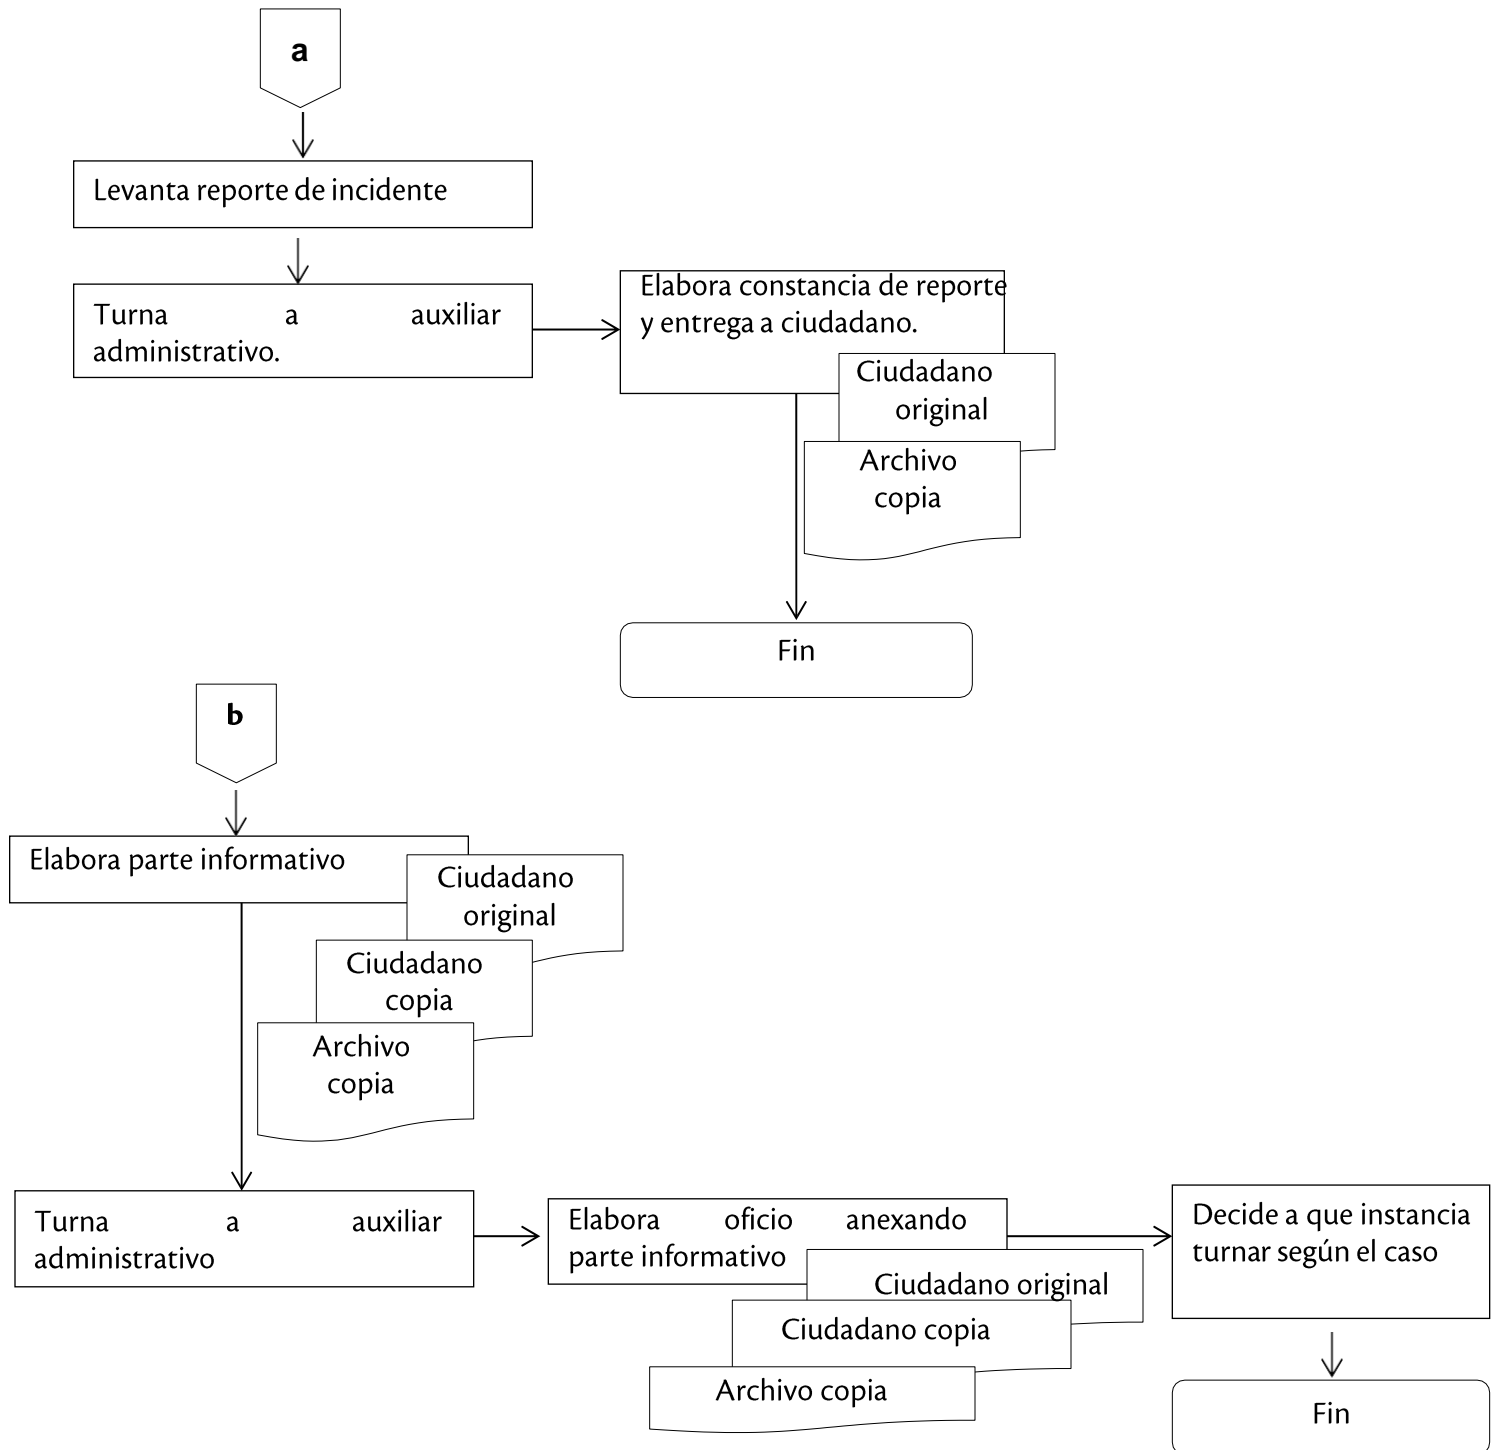 a
Levanta reporte de incidente
Turna a auxiliar
administrativo.
Elabora constancia de reporte
y entrega a ciudadano.
Ciudadano
original
Archivo
copia
Fin
b
Elabora parte informativo
Ciudadano
original
Ciudadano
copia
Archivo
copia
Turna a auxiliar
administrativo
Elabora oficio anexando
parte informativo
Ciudadano original
Ciudadano copia
Archivo copia
Decide a que instancia
turnar según el caso
Fin